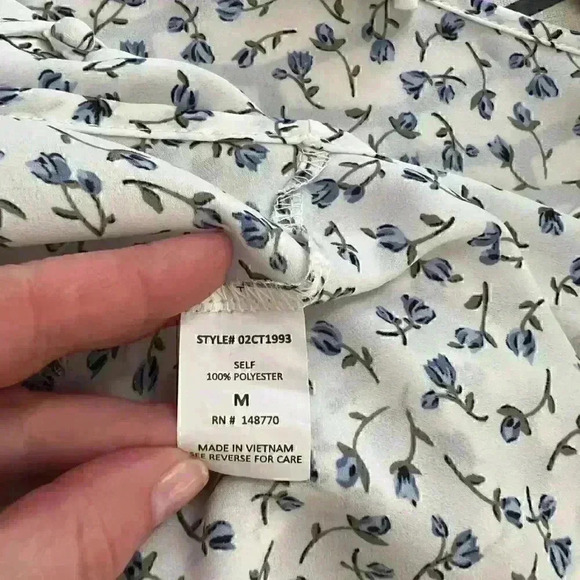 STYLE# 02CT1993
SELF
100% POLYESTER
M
RN # 148770
MADE IN VIETNAM
SEE REVERSE FOR CARE